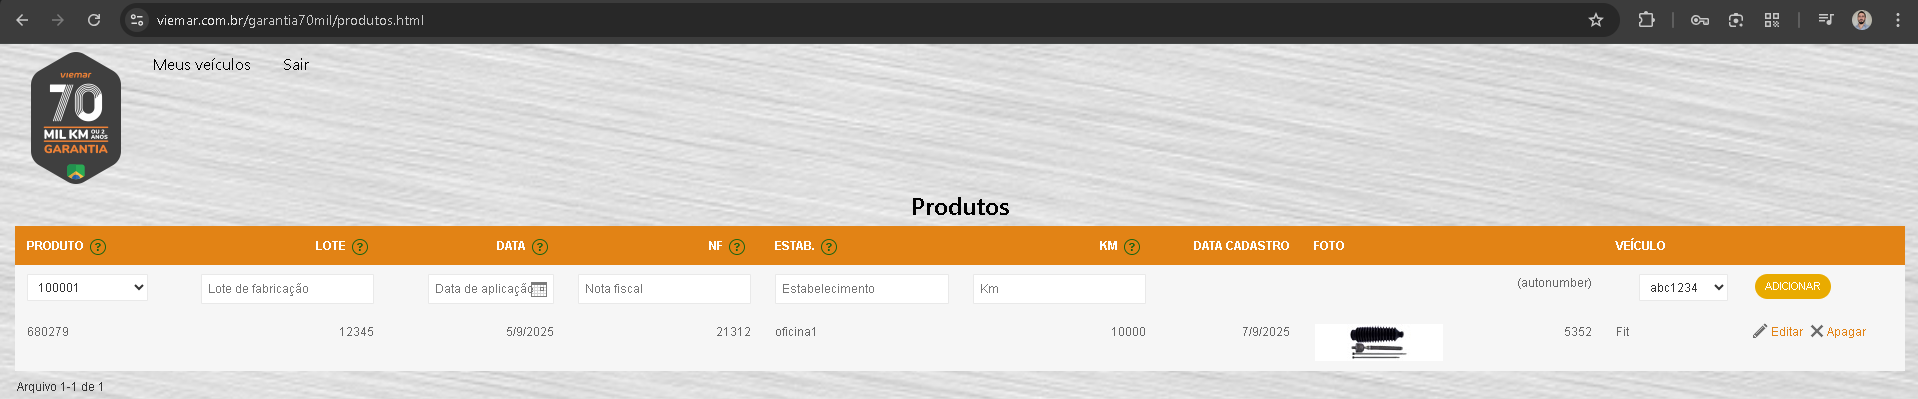 viemar.com.br/garantia70mil/produtos.html
Meus veículos Sair
viemar
70
MIL KM OU 2 ANOS
GARANTIA
Produtos
PRODUTO ? LOTE ? DATA ? NF ? ESTAB. ? KM ? DATA CADASTRO FOTO VEÍCULO
100001 Lote de fabricação Data de aplicação Nota fiscal Estabelecimento Km (autonumber) abc1234 ADICIONAR
680279 12345 5/9/2025 21312 oficina1 10000 7/9/2025 5352 Fit Editar Apagar
Arquivo 1-1 de 1